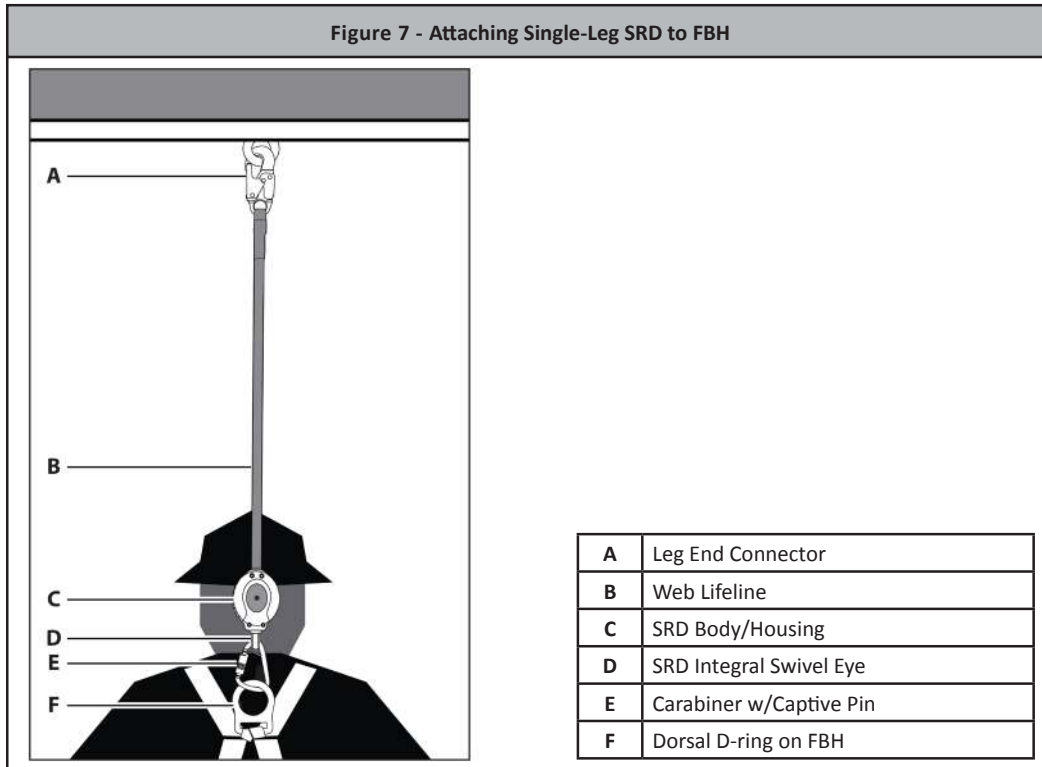 Figure 7 - Attaching Single-Leg SRD to FBH
A
B
C
D
E
F
A Leg End Connector
B Web Lifeline
C SRD Body/Housing
D SRD Integral Swivel Eye
E Carabiner w/Captive Pin
F Dorsal D-ring on FBH